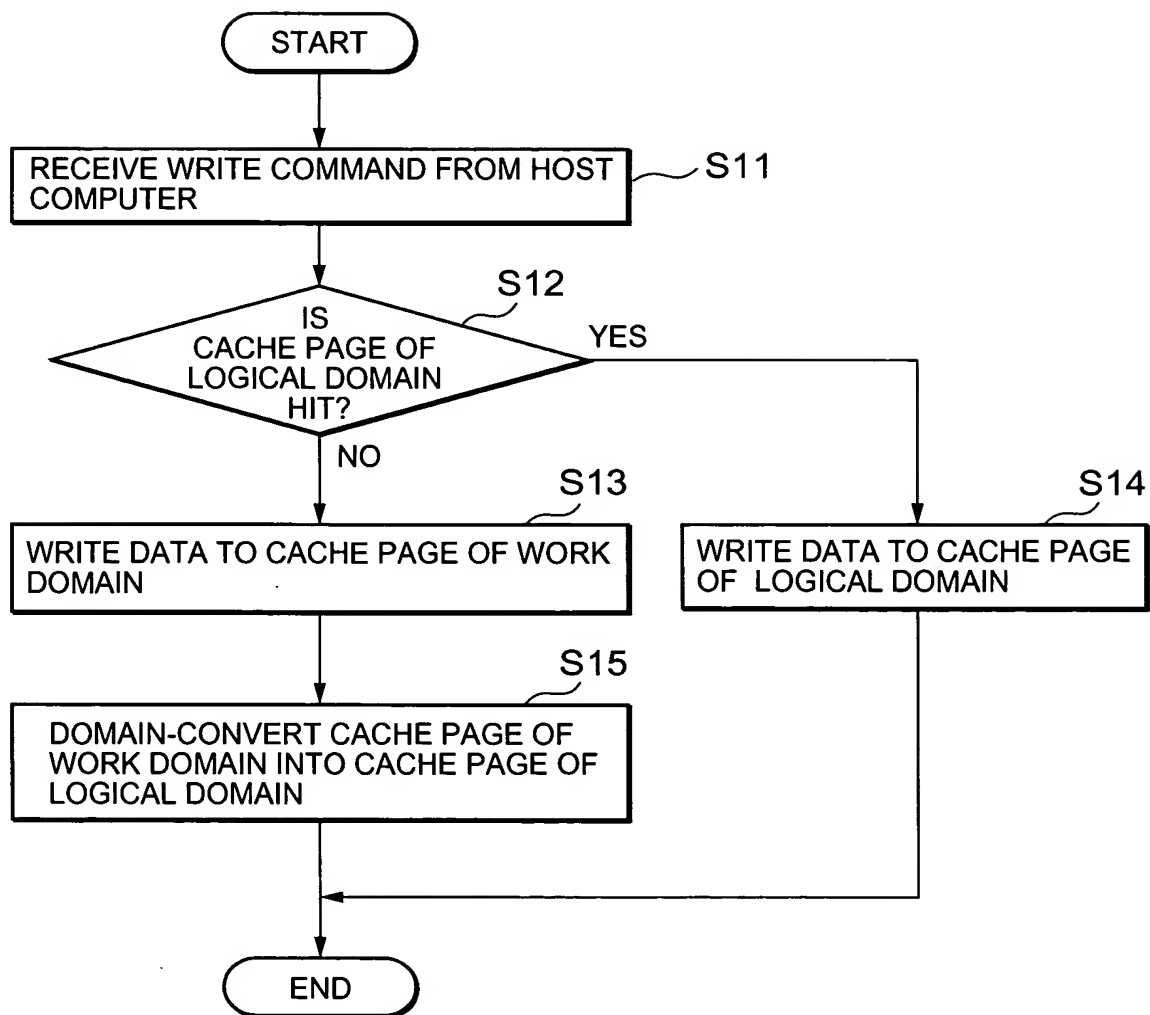 START
RECEIVE WRITE COMMAND FROM HOST
COMPUTER
S11
S12
IS
CACHE PAGE OF
LOGICAL DOMAIN
HIT?
YES
NO
S13
WRITE DATA TO CACHE PAGE OF WORK
DOMAIN
S14
WRITE DATA TO CACHE PAGE
OF LOGICAL DOMAIN
S15
DOMAIN-CONVERT CACHE PAGE OF
WORK DOMAIN INTO CACHE PAGE OF
LOGICAL DOMAIN
END